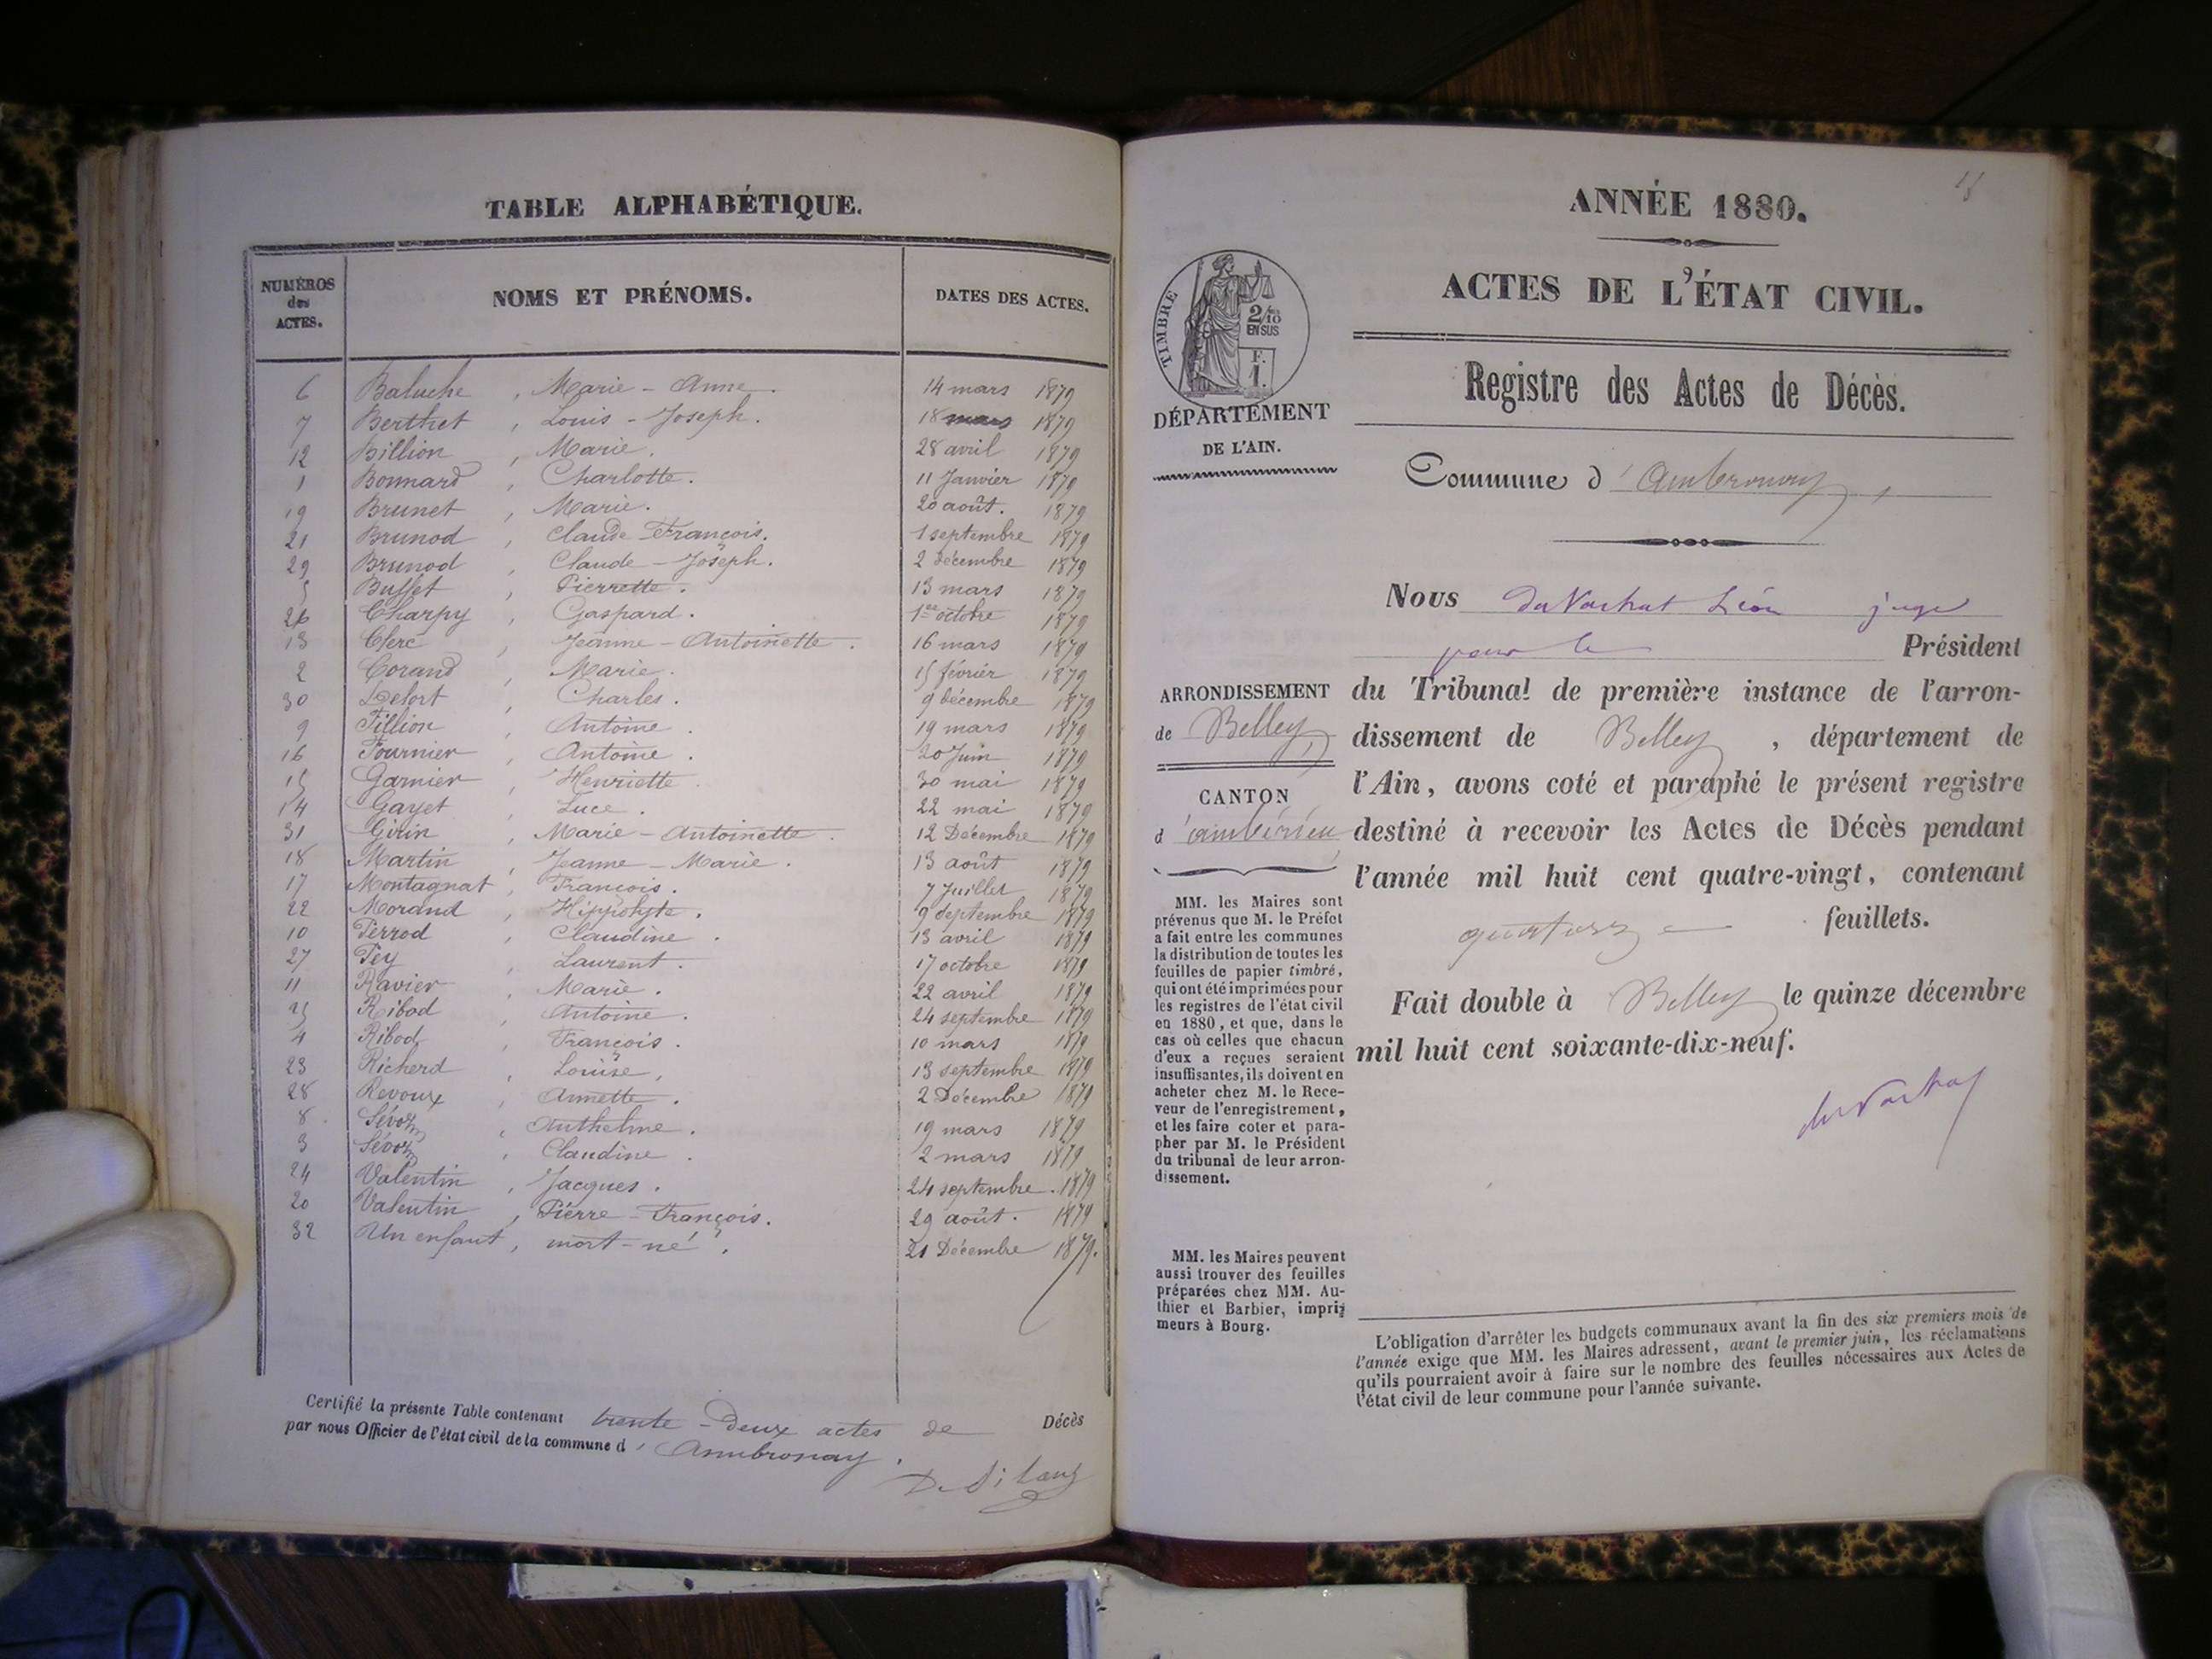 TABLE ALPHABÉTIQUE.
NUMÉROS des ACTES. NOMS ET PRÉNOMS. DATES DES ACTES.
6 Baluche, Marie-Anne. 14 mars 1879
7 Berthet, Louis-Joseph. 18 mars 1879
12 Billion, Marie. 28 avril 1879
1 Bonnard, Charlotte. 11 Janvier 1879
19 Brunet, Marie. 20 août. 1879
21 Brunod, Claude François. 1 septembre 1879
29 Brunod, Claude-Joseph. 2 Décembre 1879
5 Buffet, Pierrette. 13 mars 1879
26 Charpy, Gaspard. 1er octobre 1879
13 Clerc, Jeanne-Antoinette. 16 mars 1879
2 Corand, Marie. 15 février 1879
30 Delort, Charles. 9 décembre 1879
9 Fillion, Antoine. 19 mars 1879
16 Fournier, Antoine. 20 Juin 1879
15 Garnier, Henriette. 30 mai 1879
14 Gayet, Luce. 22 mai 1879
31 Girin, Marie-Antoinette. 12 Décembre 1879
18 Martin, Jeanne-Marie. 13 août 1879
17 Montagnat, François. 7 Juillet 1879
22 Morand, Hippolyte. 9 Septembre 1879
10 Perrod, Claudine. 13 avril 1879
27 Pey, Laurent. 17 octobre 1879
11 Ravier, Marie. 22 avril 1879
25 Ribod, Antoine. 24 septembre 1879
4 Ribod, François. 10 mars 1879
23 Richerd, Louise, 13 septembre 1879
28 Revoux, Annette. 2 Décembre 1879
8 Sévoz, Anthelme. 19 mars 1879
3 Sévoz, Claudine. 2 mars 1879
24 Valentin, Jacques. 24 septembre. 1879
20 Valentin, Pierre-François. 29 août. 1879
32 Un enfant, mort-né. 21 Décembre 1879.
Certifié la présente Table contenant trente-deux actes de Décès
par nous Officier de l'état civil de la commune d'Ambronay.
18
ANNÉE 1880.
ACTES DE L'ÉTAT CIVIL.
TIMBRE
2/10
EN SUS
F.
1.
DÉPARTEMENT
DE L'AIN.
Registre des Actes de Décès.
Commune d'Ambronay,
Nous du Vachat Léon juge
pour le Président
ARRONDISSEMENT
de Belley,
CANTON
d'ambérieu
du Tribunal de première instance de l'arron-
dissement de Belley, département de
l'Ain, avons coté et paraphé le présent registre
destiné à recevoir les Actes de Décès pendant
l'année mil huit cent quatre-vingt, contenant
quatorze feuillets.
Fait double à Belley le quinze décembre
mil huit cent soixante-dix-neuf.
du Vachat
MM. les Maires sont
prévenus que M. le Préfet
a fait entre les communes
la distribution de toutes les
feuilles de papier timbré,
qui ont été imprimées pour
les registres de l'état civil
en 1880, et que, dans le
cas où celles que chacun
d'eux a reçues seraient
insuffisantes, ils doivent en
acheter chez M. le Rece-
veur de l'enregistrement,
et les faire coter et para-
pher par M. le Président
du tribunal de leur arron-
dissement.
MM. les Maires peuvent
aussi trouver des feuilles
préparées chez MM. Au-
thier et Barbier, impri-
meurs à Bourg.
L'obligation d'arrêter les budgets communaux avant la fin des six premiers mois de
l'année exige que MM. les Maires adressent, avant le premier juin, les réclamations
qu'ils pourraient avoir à faire sur le nombre des feuilles nécessaires aux Actes de
l'état civil de leur commune pour l'année suivante.